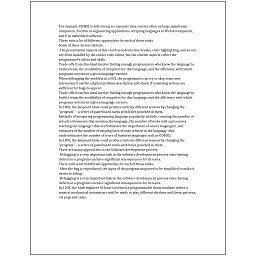 For example, COBOL is still strong in corporate data centers often on large mainframe
computers, Fortran in engineering applications, scripting languages in Web development,
and C in embedded software.
There exist a lot of different approaches for each of those tasks.
Some of these factors include:
The presentation aspects of this (such as indents, line breaks, color highlighting, and so on)
are often handled by the source code editor, but the content aspects reflect the
programmer's talent and skills.
Trade-offs from this ideal involve finding enough programmers who know the language to
build a team, the availability of compilers for that language, and the efficiency with which
programs written in a given language execute.
When debugging the problem in a GUI, the programmer can try to skip some user
interaction from the original problem description and check if remaining actions are
sufficient for bugs to appear.
Trade-offs from this ideal involve finding enough programmers who know the language to
build a team, the availability of compilers for that language, and the efficiency with which
programs written in a given language execute.
In 1801, the Jacquard loom could produce entirely different weaves by changing the
"program" – a series of pasteboard cards with holes punched in them.
Methods of measuring programming language popularity include: counting the number of
job advertisements that mention the language, the number of books sold and courses
teaching the language (this overestimates the importance of newer languages), and
estimates of the number of existing lines of code written in the language (this
underestimates the number of users of business languages such as COBOL).
In 1801, the Jacquard loom could produce entirely different weaves by changing the
"program" – a series of pasteboard cards with holes punched in them.
There are many approaches to the Software development process.
Debugging is a very important task in the software development process since having
defects in a program can have significant consequences for its users.
There exist a lot of different approaches for each of those tasks.
After the bug is reproduced, the input of the program may need to be simplified to make it
easier to debug.
Debugging is a very important task in the software development process since having
defects in a program can have significant consequences for its users.
In 1206, the Arab engineer Al-Jazari invented a programmable drum machine where a
musical mechanical automaton could be made to play different rhythms and drum patterns,
via pegs and cams.